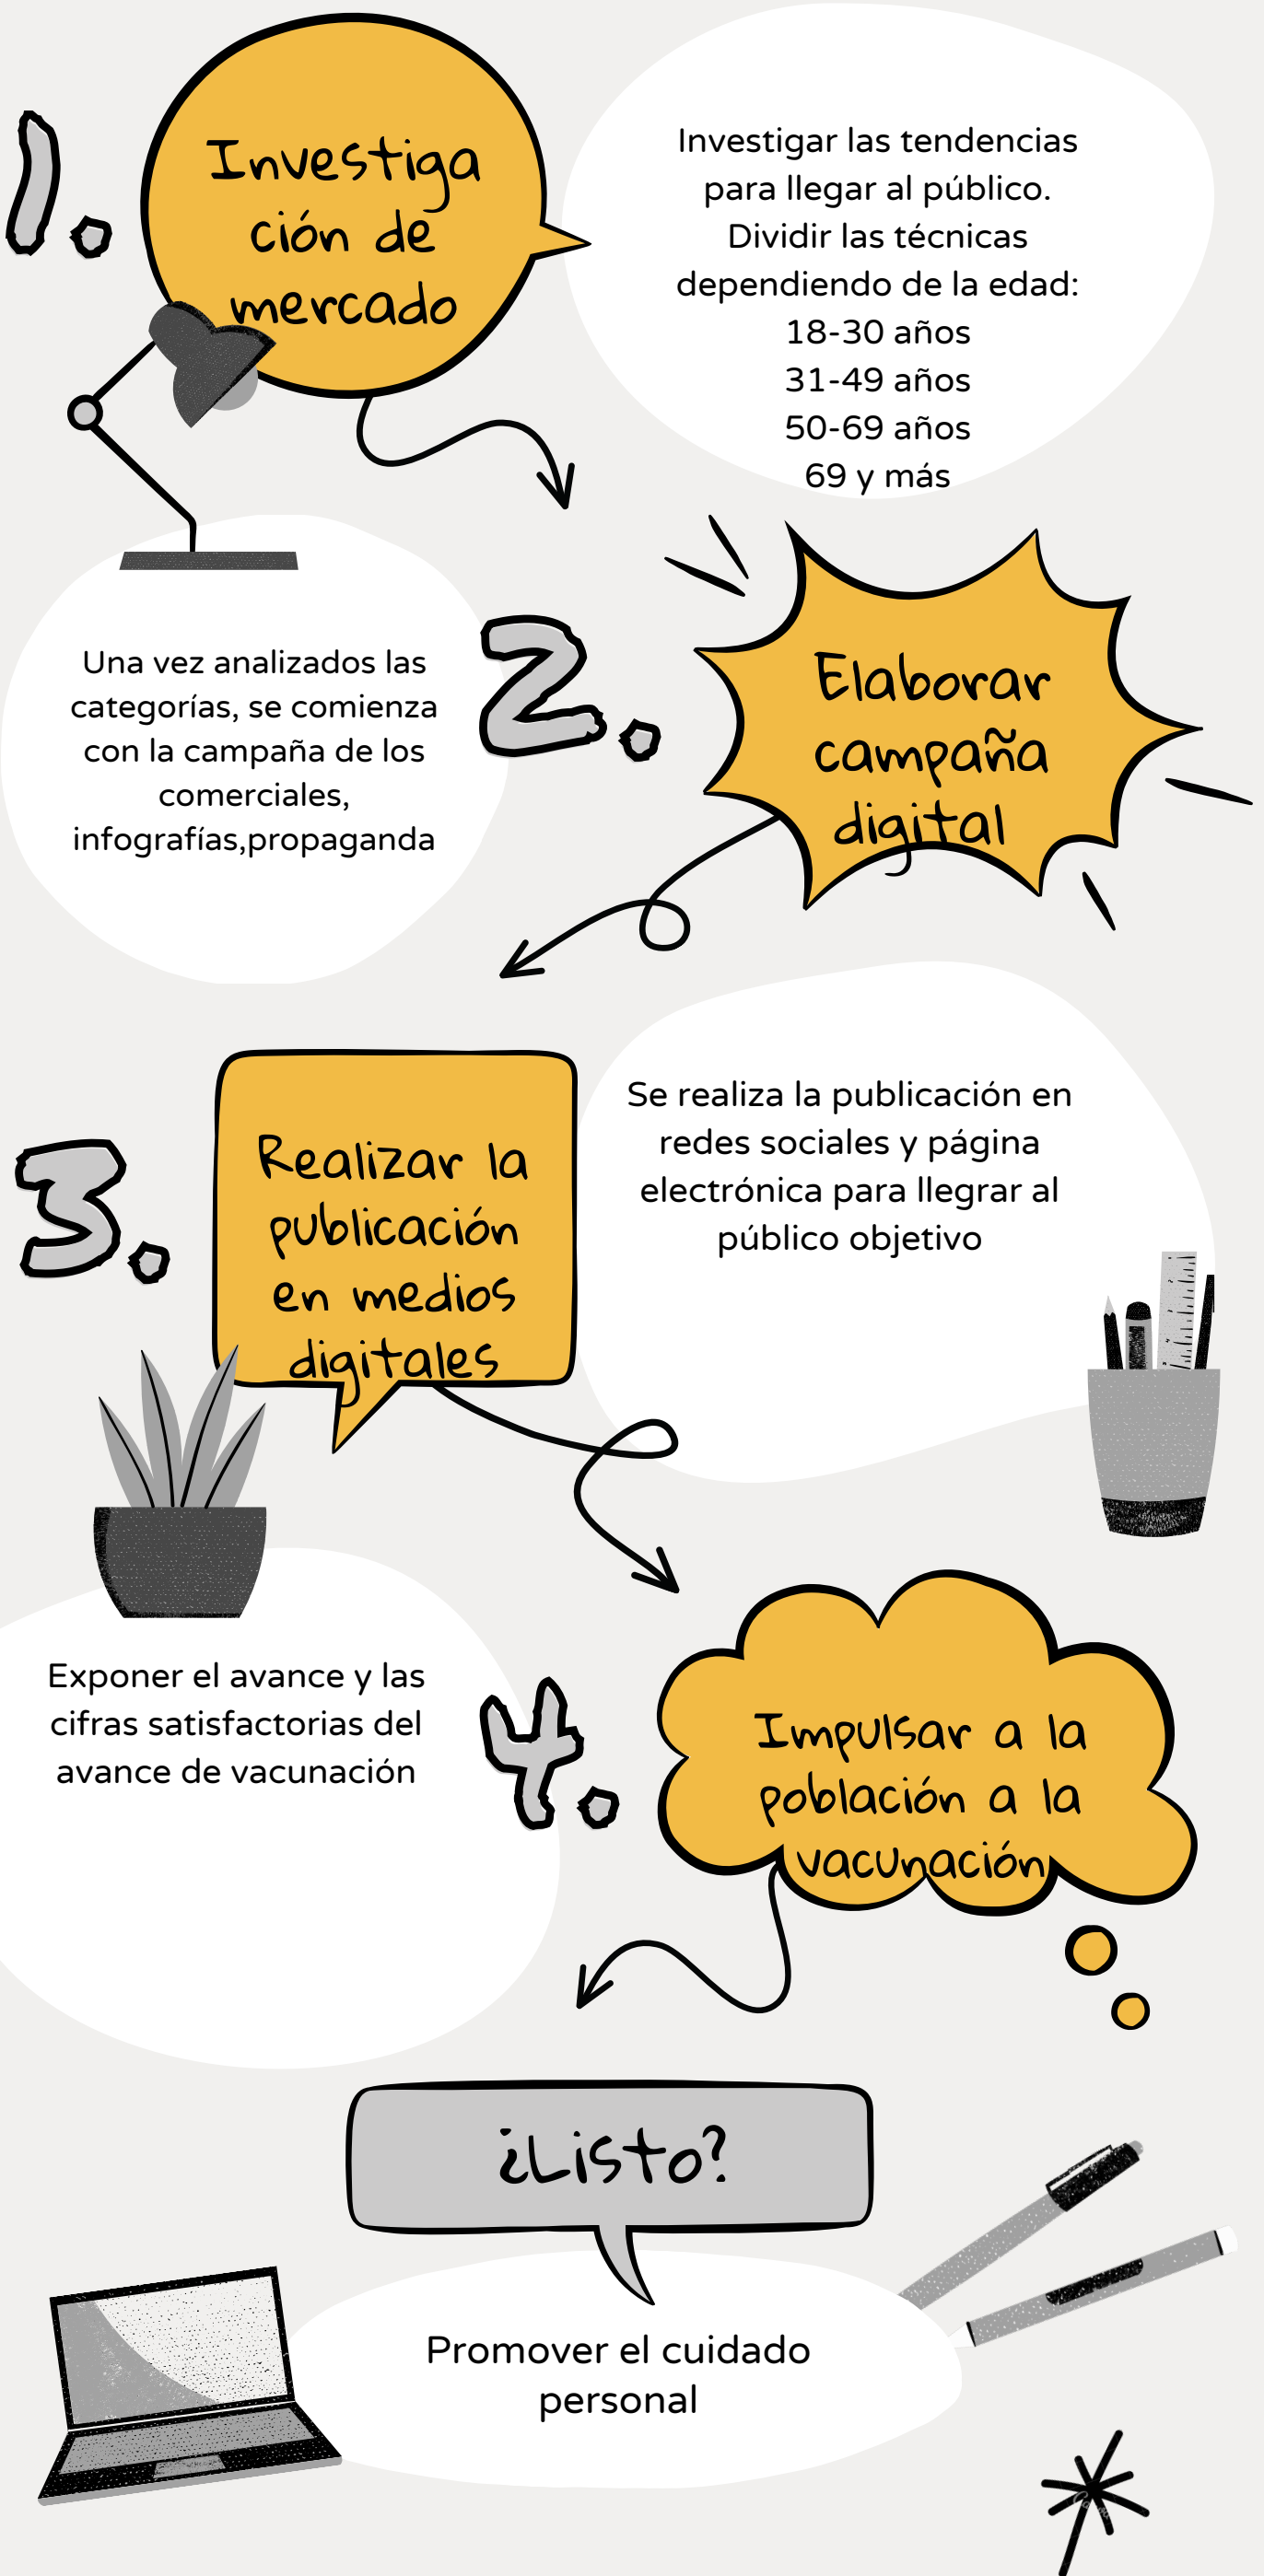 1.
Investiga
ción de
mercado
Investigar las tendencias
para llegar al público.
Dividir las técnicas
dependiendo de la edad:
18-30 años
31-49 años
50-69 años
69 y más
2.
Elaborar
campaña
digital
Una vez analizados las
categorías, se comienza
con la campaña de los
comerciales,
infografías,propaganda
3.
Realizar la
publicación
en medios
digitales
Se realiza la publicación en
redes sociales y página
electrónica para llegrar al
público objetivo
4.
Impulsar a la
población a la
vacunación
Exponer el avance y las
cifras satisfactorias del
avance de vacunación
¿Listo?
Promover el cuidado
personal